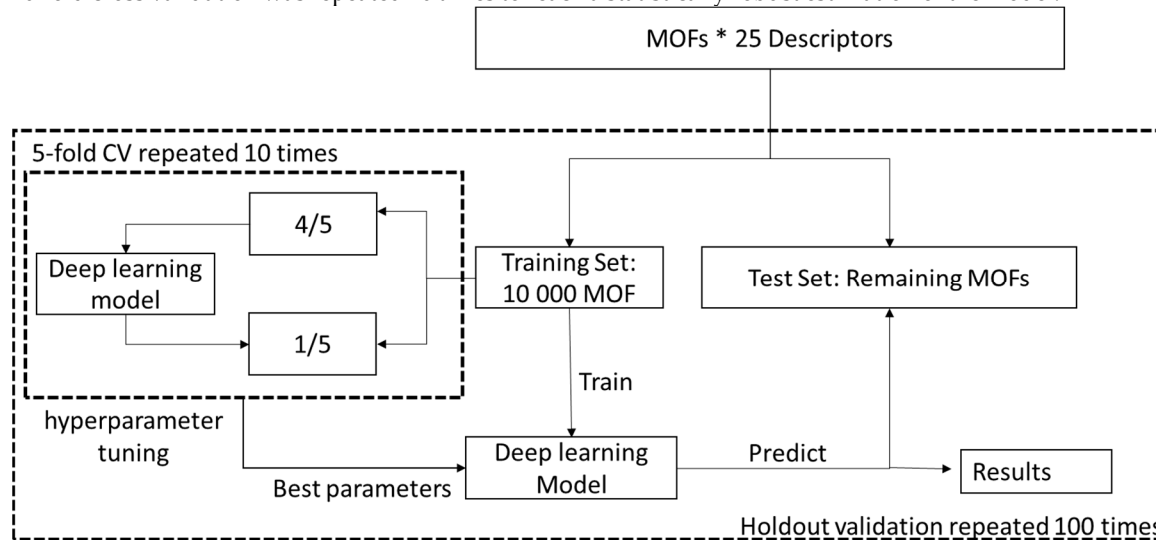 MOFs * 25 Descriptors
5-fold CV repeated 10 times
4/5
Deep learning
model
1/5
Training Set:
10 000 MOF
Test Set: Remaining MOFs
Train
hyperparameter
tuning
Best parameters
Deep learning
Model
Predict
Results
Holdout validation repeated 100 times